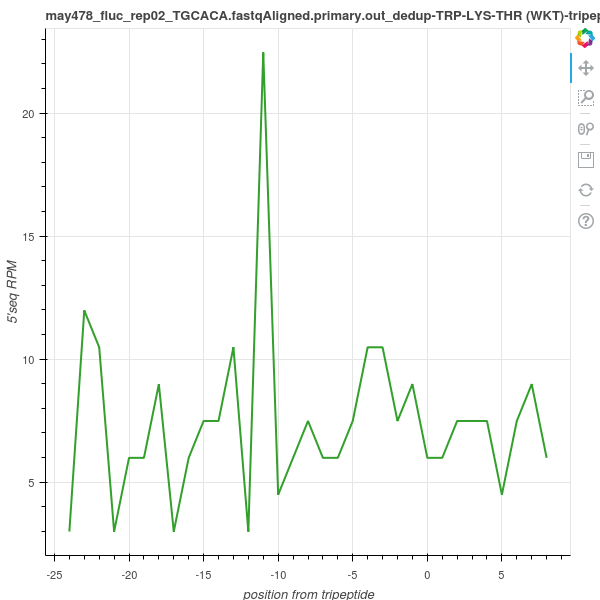 may478_fluc_rep02_TGCACA.fastqAligned.primary.out_dedup-TRP-LYS-THR (WKT)-tripep
20
15
10
5
5'seq RPM
-25 -20 -15 -10 -5 0 5
position from tripeptide